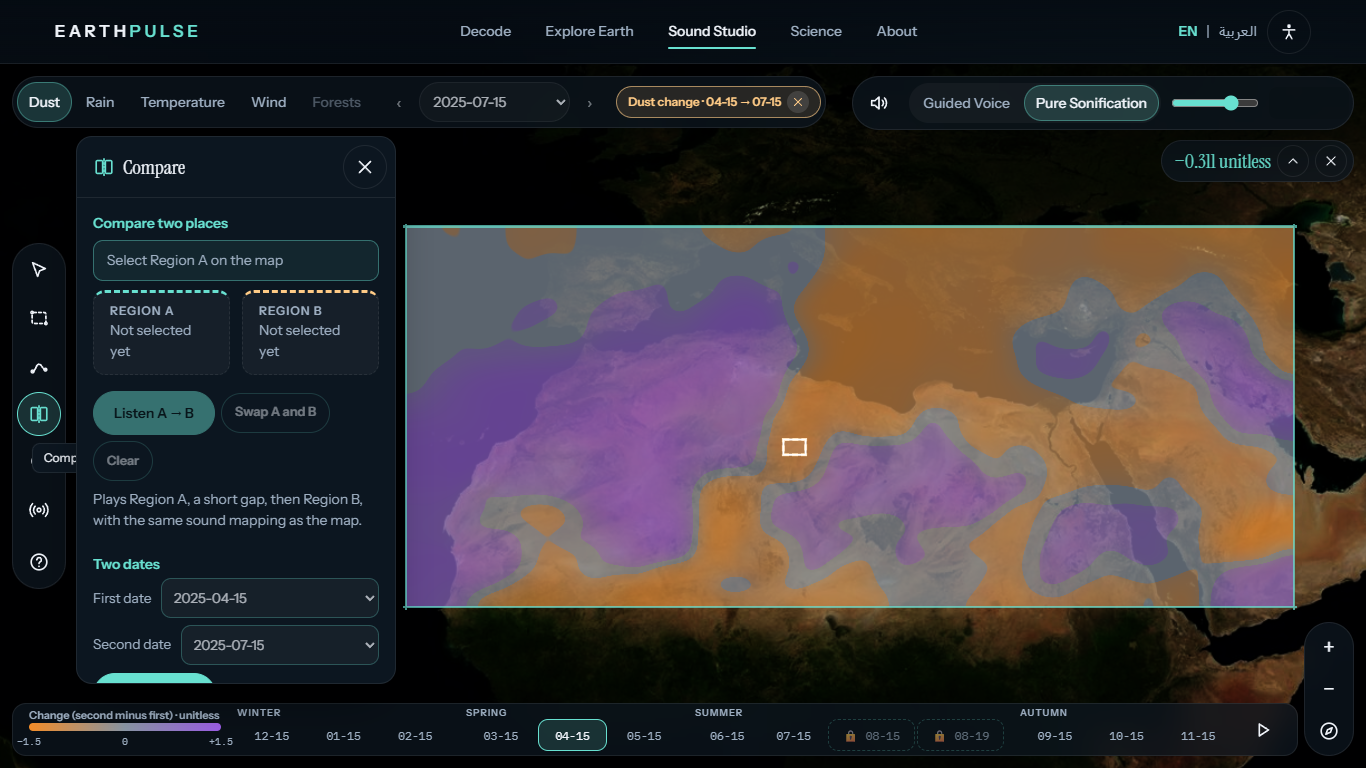 EARTHPULSE
Decode
Explore Earth
Sound Studio
Science
About
EN | العربية
Dust
Rain
Temperature
Wind
Forests
‹
2025-07-15
›
Dust change · 04-15 → 07-15
Guided Voice
Pure Sonification
−0.311 unitless
Compare
Compare two places
Select Region A on the map
REGION A
Not selected
yet
REGION B
Not selected
yet
Listen A → B
Swap A and B
Clear
Comp
Plays Region A, a short gap, then Region B,
with the same sound mapping as the map.
Two dates
First date
2025-04-15
Second date
2025-07-15
Change (second minus first) · unitless
−1.5 0 +1.5
WINTER
12-15 01-15 02-15
SPRING
03-15 04-15 05-15
SUMMER
06-15 07-15 08-15 08-19
AUTUMN
09-15 10-15 11-15
+
−